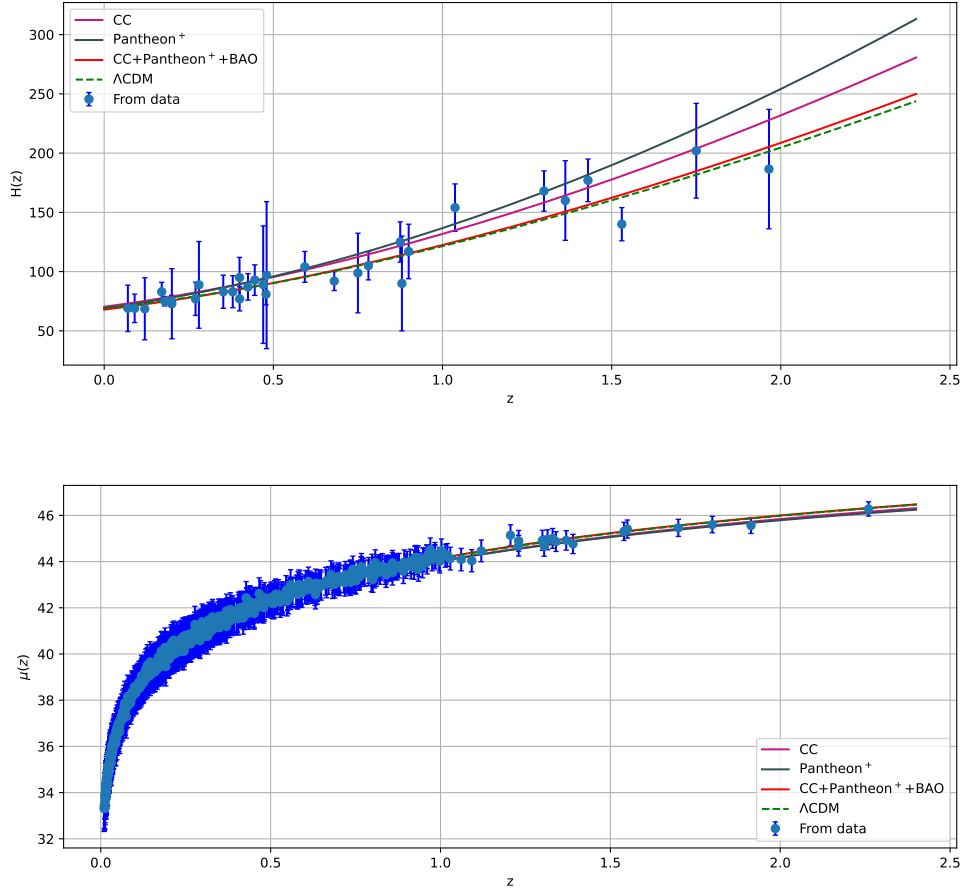 CC
Pantheon⁺
CC+Pantheon⁺+BAO
ΛCDM
From data
300
250
200
150
100
50
H(z)
0.0 0.5 1.0 1.5 2.0 2.5
z
46
44
42
40
38
36
34
32
μ(z)
CC
Pantheon⁺
CC+Pantheon⁺+BAO
ΛCDM
From data
0.0 0.5 1.0 1.5 2.0 2.5
z